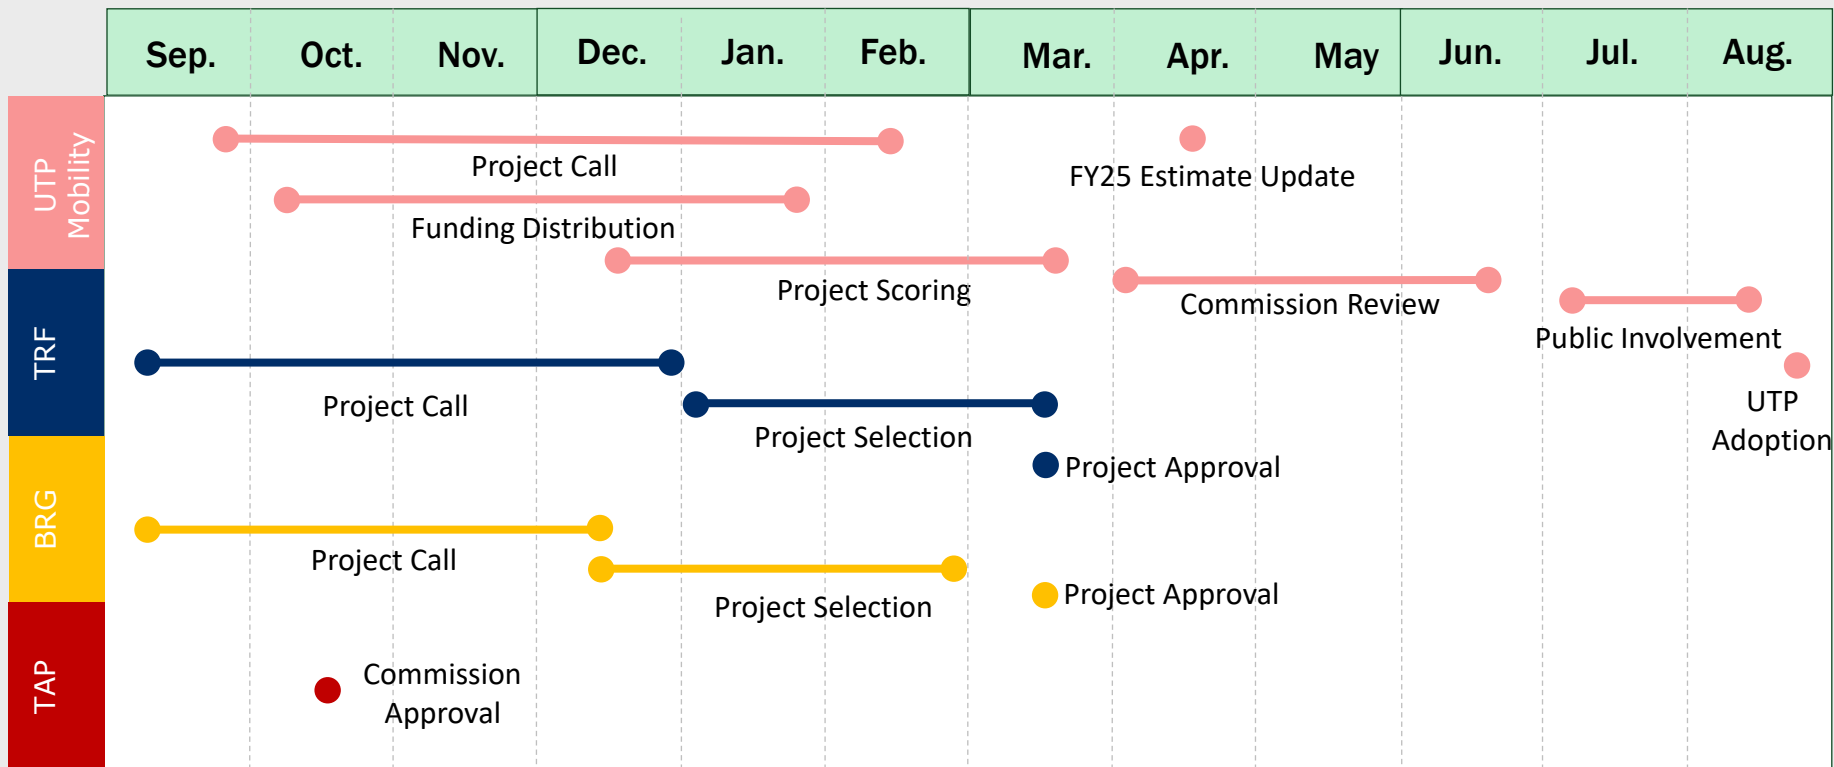 Sep. Oct. Nov. Dec. Jan. Feb. Mar. Apr. May Jun. Jul. Aug.
UTP
Mobility
Project Call
FY25 Estimate Update
Funding Distribution
Project Scoring
Commission Review
Public Involvement
UTP
Adoption
TRF
Project Call
Project Selection
Project Approval
BRG
Project Call
Project Selection
Project Approval
TAP
Commission
Approval